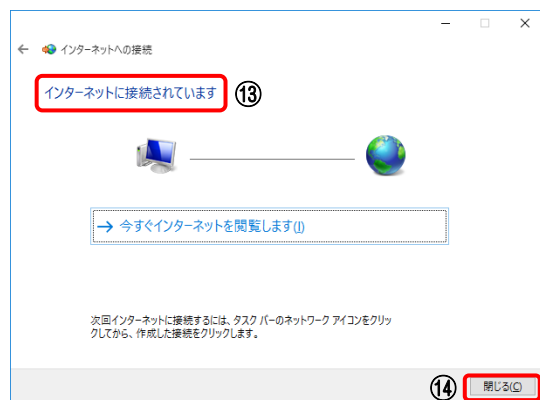 インターネットへの接続
インターネットに接続されています
⑬
今すぐインターネットを閲覧します(I)
次回インターネットに接続するには、タスク バーのネットワーク アイコンをクリッ
クしてから、作成した接続をクリックします。
⑭
閉じる(C)